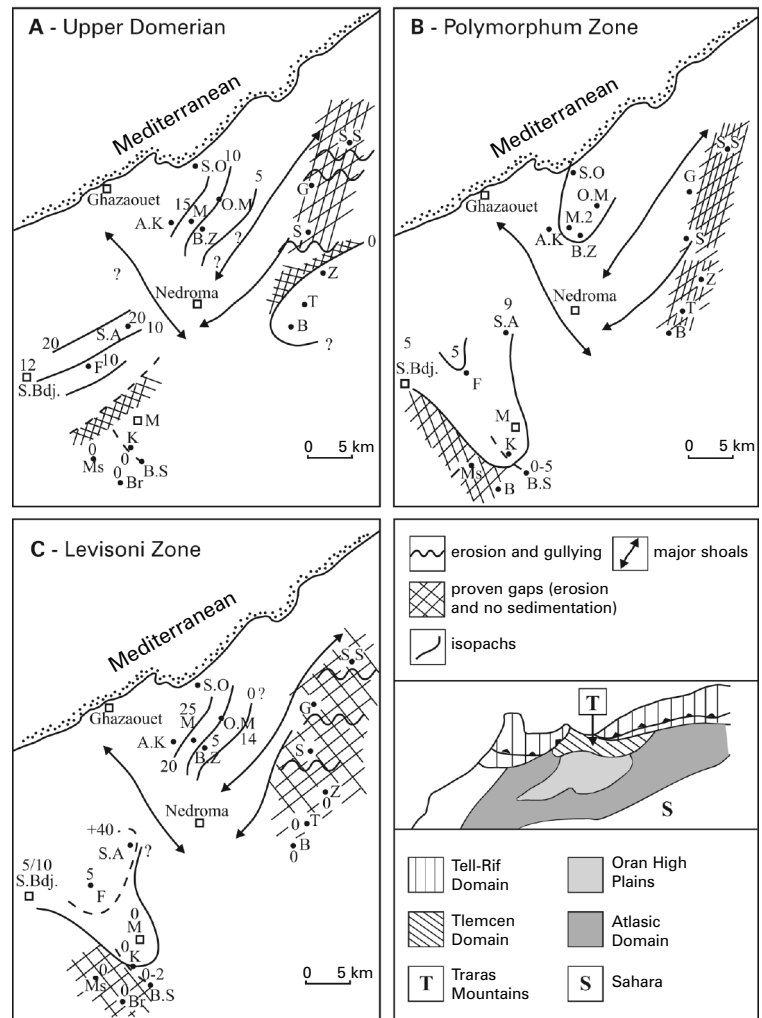 A - Upper Domerian
Mediterranean
Ghazaouet
S.O
10
5
15
M
O.M
A.K
B.Z
?
?
?
S.S
G
S
0
Z
T
B
?
Nedroma
20
20
S.A
10
F
10
12
S.Bdj.
M
K
0
Ms
0
0
Br
B.S
0 5 km
B - Polymorphum Zone
Mediterranean
Ghazaouet
S.O
O.M
M.2
A.K
B.Z
S.S
G
S
Z
T
B
Nedroma
9
S.A
5
S.Bdj.
5
F
M
K
Ms
B
0-5
B.S
0 5 km
C - Levisoni Zone
Mediterranean
Ghazaouet
S.O
0 ?
25
M
O.M
A.K
5
14
B.Z
20
S.S
G
S
Z
0
T
0
B
0
Nedroma
+40
S.A
?
5/10
S.Bdj.
5
F
0
M
0
K
0
Ms
0-2
B.S
0
Br
0 5 km
erosion and gullying
major shoals
proven gaps (erosion
and no sedimentation)
isopachs
T
S
Tell-Rif
Domain
Oran High
Plains
Tlemcen
Domain
Atlasic
Domain
T
Traras
Mountains
S
Sahara